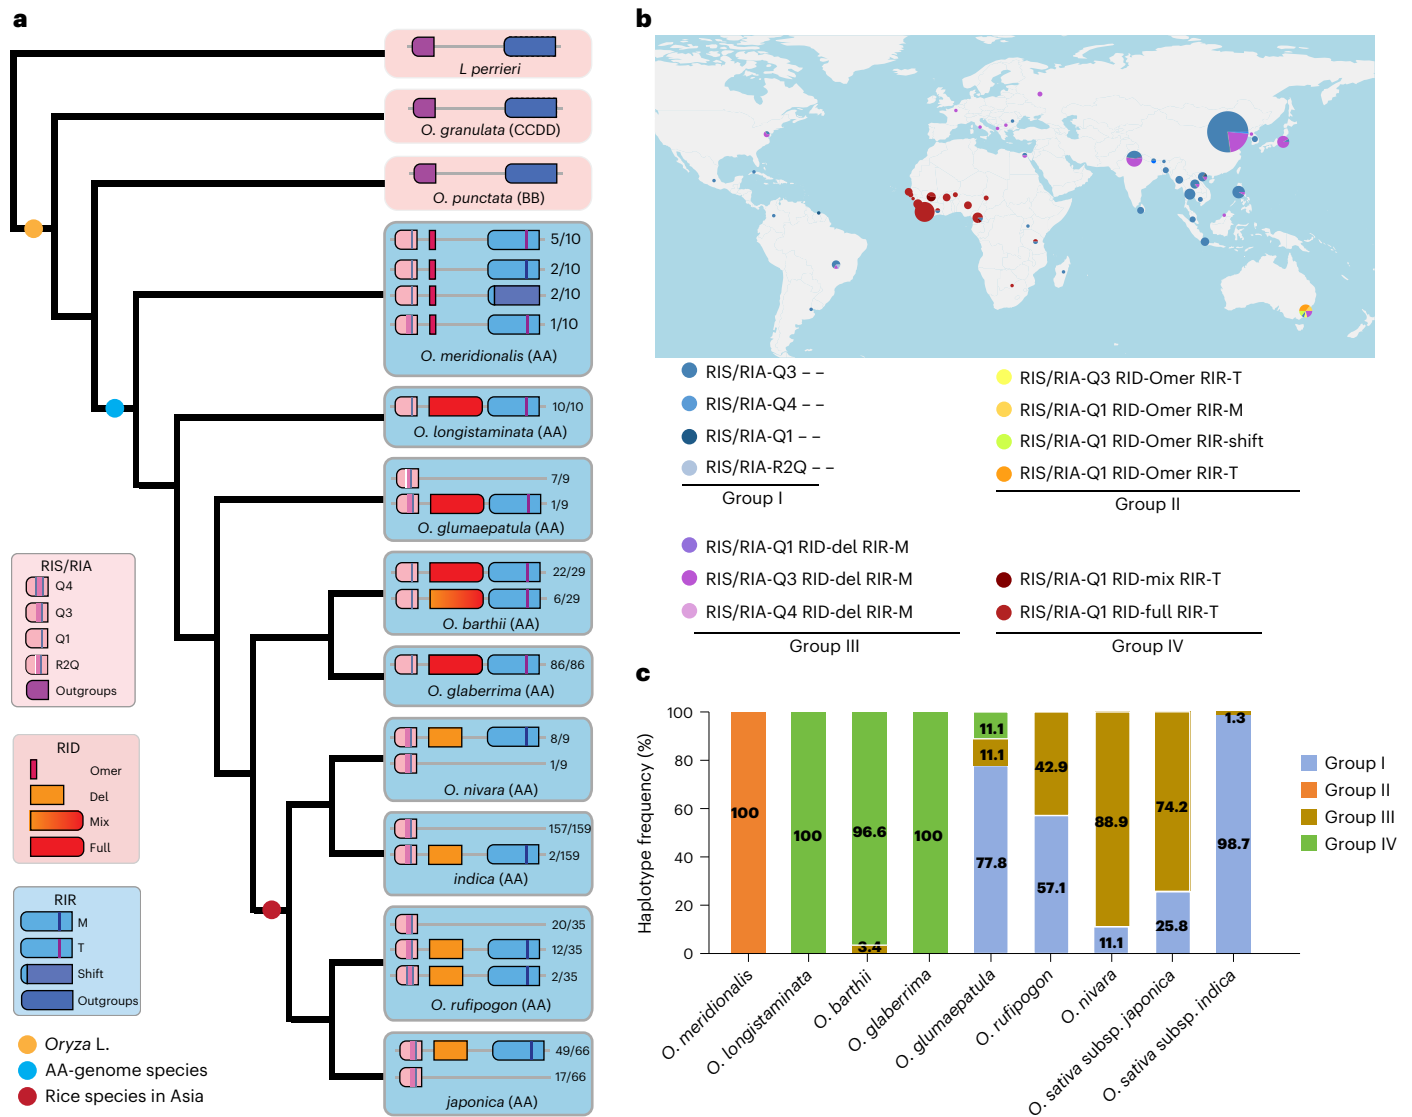 a
L perrieri
O. granulata (CCDD)
O. punctata (BB)
5/10
2/10
2/10
1/10
O. meridionalis (AA)
10/10
O. longistaminata (AA)
7/9
1/9
O. glumaepatula (AA)
22/29
6/29
O. barthii (AA)
86/86
O. glaberrima (AA)
8/9
1/9
O. nivara (AA)
157/159
2/159
indica (AA)
20/35
12/35
2/35
O. rufipogon (AA)
49/66
17/66
japonica (AA)
RIS/RIA
Q4
Q3
Q1
R2Q
Outgroups
RID
Omer
Del
Mix
Full
RIR
M
T
Shift
Outgroups
Oryza L.
AA-genome species
Rice species in Asia
b
RIS/RIA-Q3 – –
RIS/RIA-Q4 – –
RIS/RIA-Q1 – –
RIS/RIA-R2Q – –
Group I
RIS/RIA-Q3 RID-Omer RIR-T
RIS/RIA-Q1 RID-Omer RIR-M
RIS/RIA-Q1 RID-Omer RIR-shift
RIS/RIA-Q1 RID-Omer RIR-T
Group II
RIS/RIA-Q1 RID-del RIR-M
RIS/RIA-Q3 RID-del RIR-M
RIS/RIA-Q4 RID-del RIR-M
Group III
RIS/RIA-Q1 RID-mix RIR-T
RIS/RIA-Q1 RID-full RIR-T
Group IV
c
Haplotype frequency (%)
100
80
60
40
20
0
100
100
96.6
3.4
100
11.1
11.1
77.8
42.9
57.1
88.9
11.1
74.2
25.8
1.3
98.7
O. meridionalis
O. longistaminata
O. barthii
O. glaberrima
O. glumaepatula
O. rufipogon
O. nivara
O. sativa subsp. japonica
O. sativa subsp. indica
Group I
Group II
Group III
Group IV